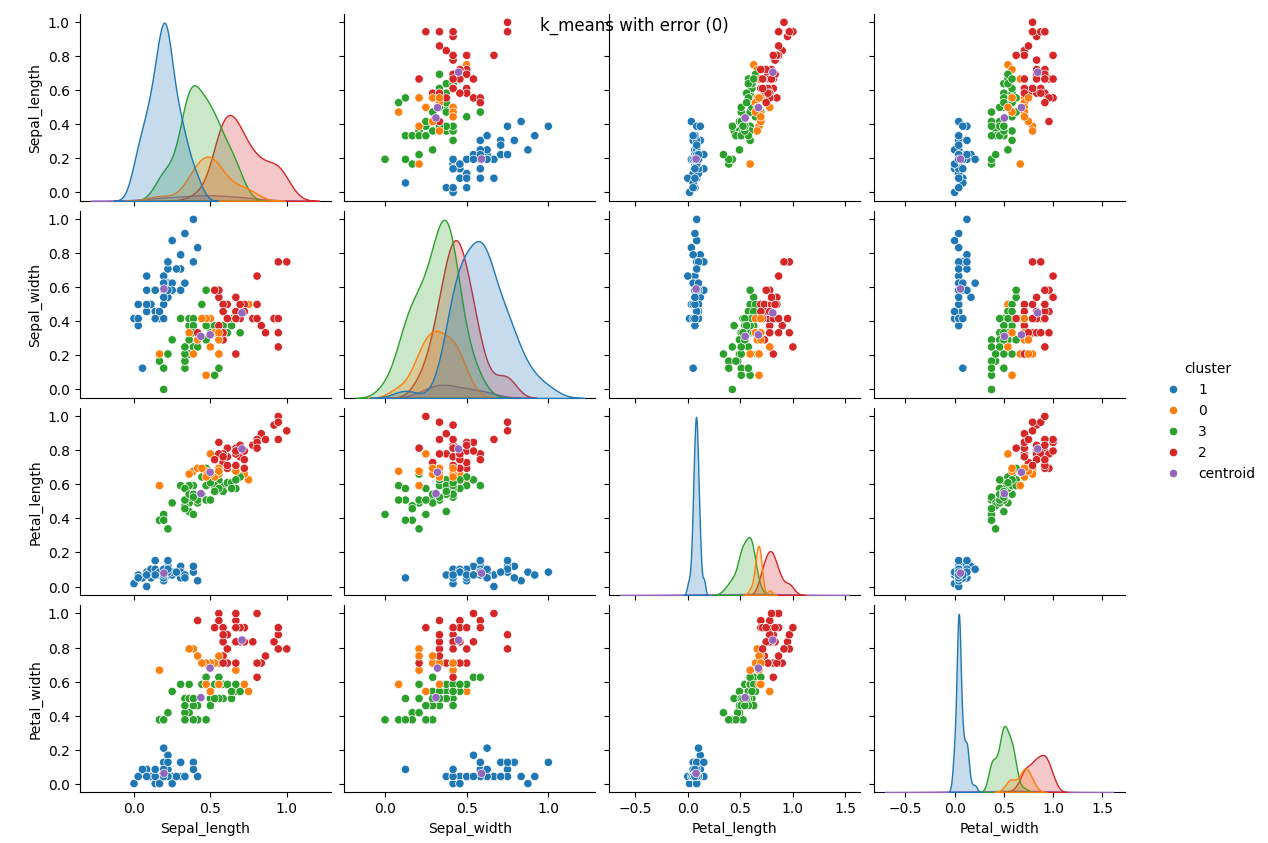 k_means with error (0)
Sepal_length
1.0
0.8
0.6
0.4
0.2
0.0
Sepal_width
1.0
0.8
0.6
0.4
0.2
0.0
Petal_length
1.0
0.8
0.6
0.4
0.2
0.0
Petal_width
1.0
0.8
0.6
0.4
0.2
0.0
0.0 0.5 1.0
Sepal_length
0.0 0.5 1.0
Sepal_width
−0.5 0.0 0.5 1.0 1.5
Petal_length
−0.5 0.0 0.5 1.0 1.5
Petal_width
cluster
1
0
3
2
centroid